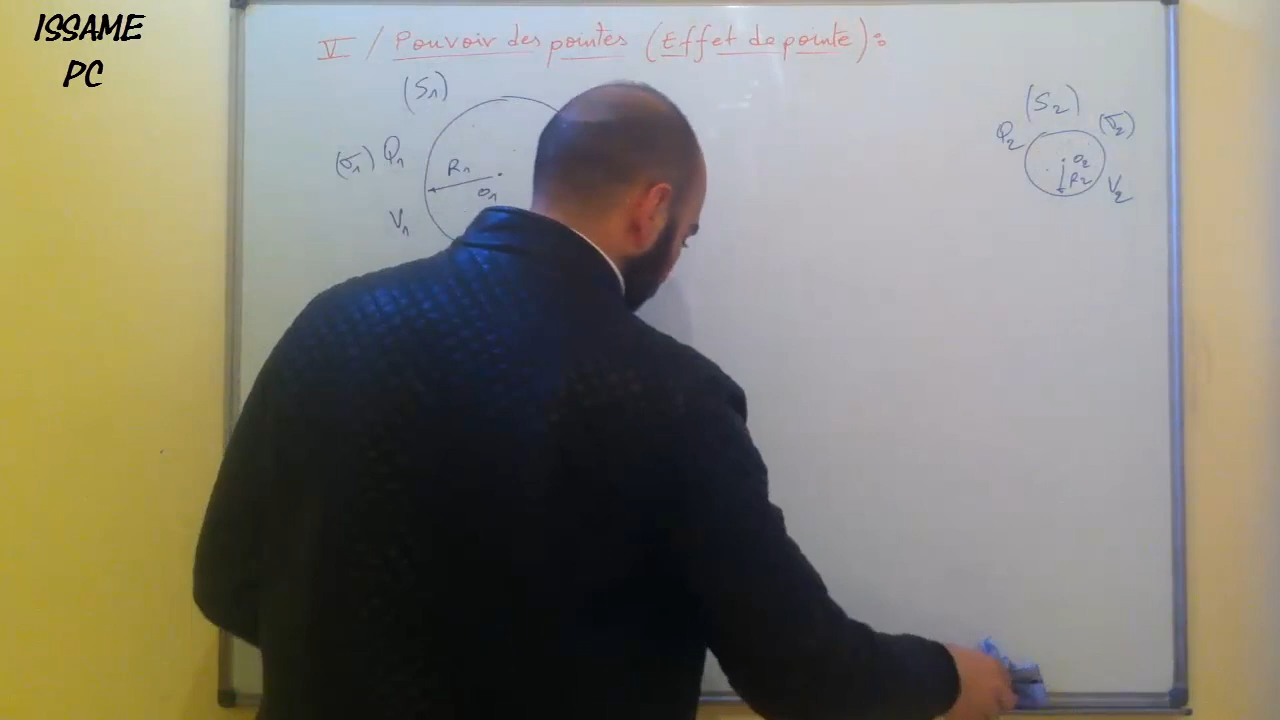 ISSAME
PC
V / Pouvoir des pointes (Effet de pointe) :
(S₁)
(σ₁) Q₁
R₁
O₁
V₁
(S₂)
Q₂
(σ₂)
O₂
R₂
V₂